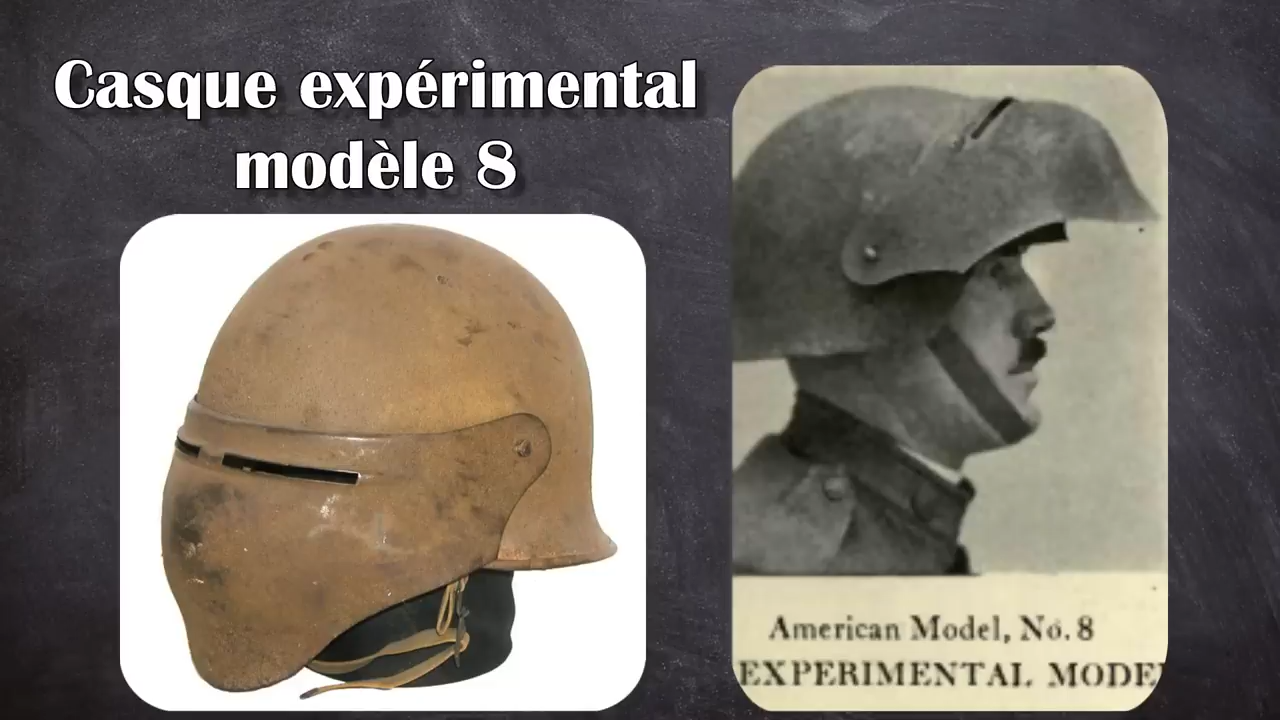 Casque expérimental
modèle 8
American Model, No. 8
EXPERIMENTAL MODE